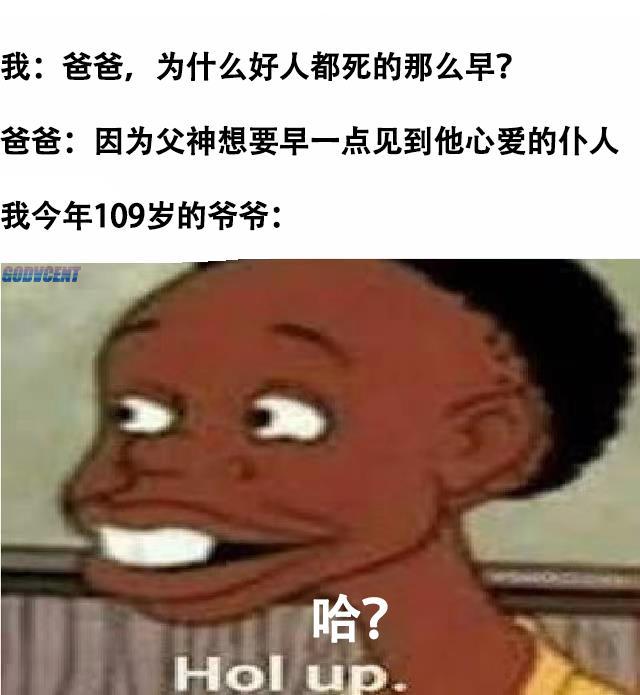 我：爸爸，为什么好人都死的那么早？
爸爸：因为父神想要早一点见到他心爱的仆人
我今年109岁的爷爷：
GODVCENT
哈？
Hol up.